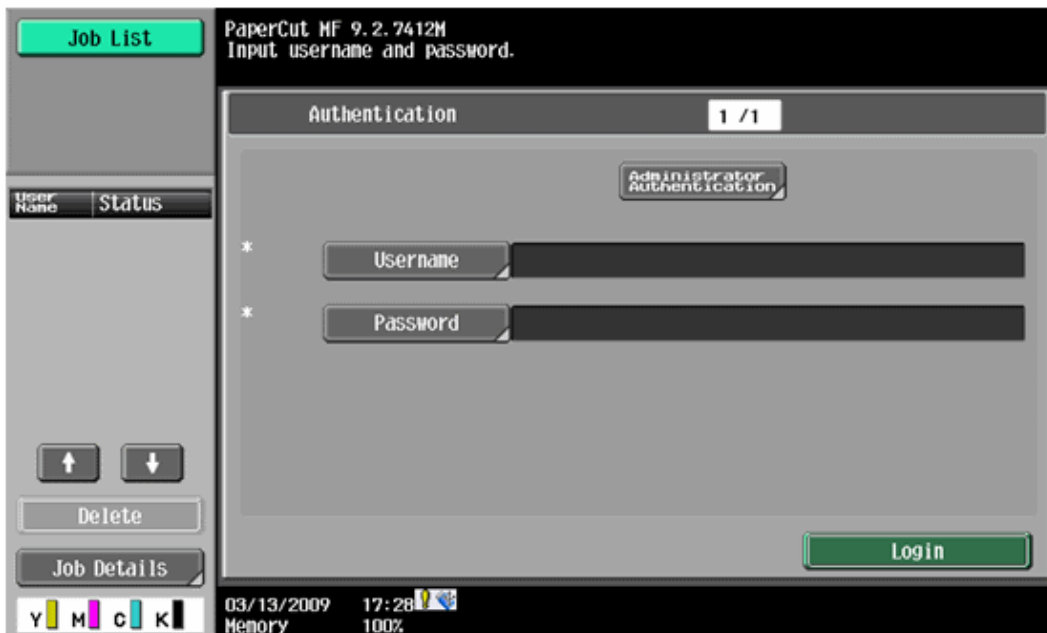 Job List
PaperCut MF 9.2.7412M
Input username and password.
Authentication
1 /1
Administrator
Authentication
User
Name
Status
* Username
* Password
Delete
Job Details
Login
Y M C K
03/13/2009 17:28
Memory 100%